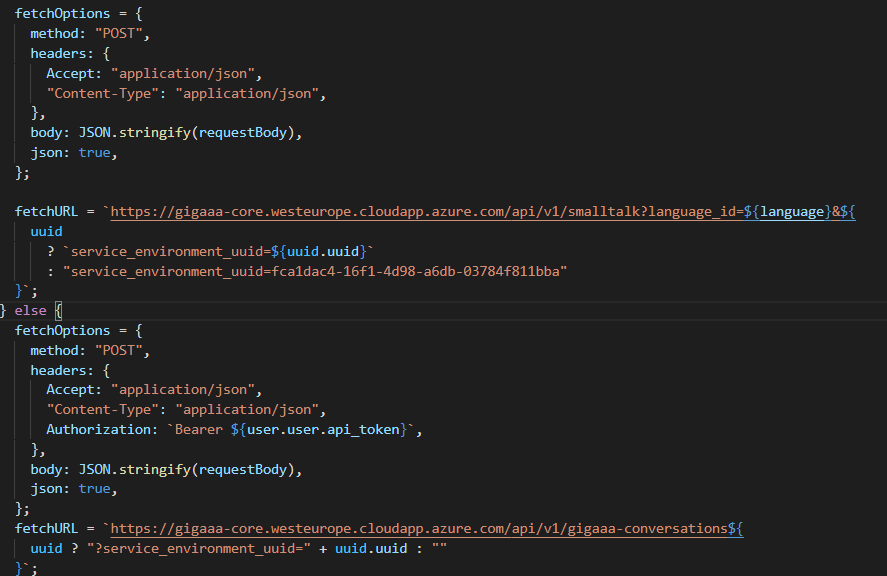 fetchOptions = {
method: "POST",
headers: {
Accept: "application/json",
"Content-Type": "application/json",
},
body: JSON.stringify(requestBody),
json: true,
};
fetchURL = `https://gigaaa-core.westeurope.cloudapp.azure.com/api/v1/smalltalk?language_id=${language}&${
uuid
? `service_environment_uuid=${uuid.uuid}`
: "service_environment_uuid=fca1dac4-16f1-4d98-a6db-03784f811bba"
}`;
} else {
fetchOptions = {
method: "POST",
headers: {
Accept: "application/json",
"Content-Type": "application/json",
Authorization: `Bearer ${user.user.api_token}`,
},
body: JSON.stringify(requestBody),
json: true,
};
fetchURL = `https://gigaaa-core.westeurope.cloudapp.azure.com/api/v1/gigaaa-conversations${
uuid ? "?service_environment_uuid=" + uuid.uuid : ""
}`;